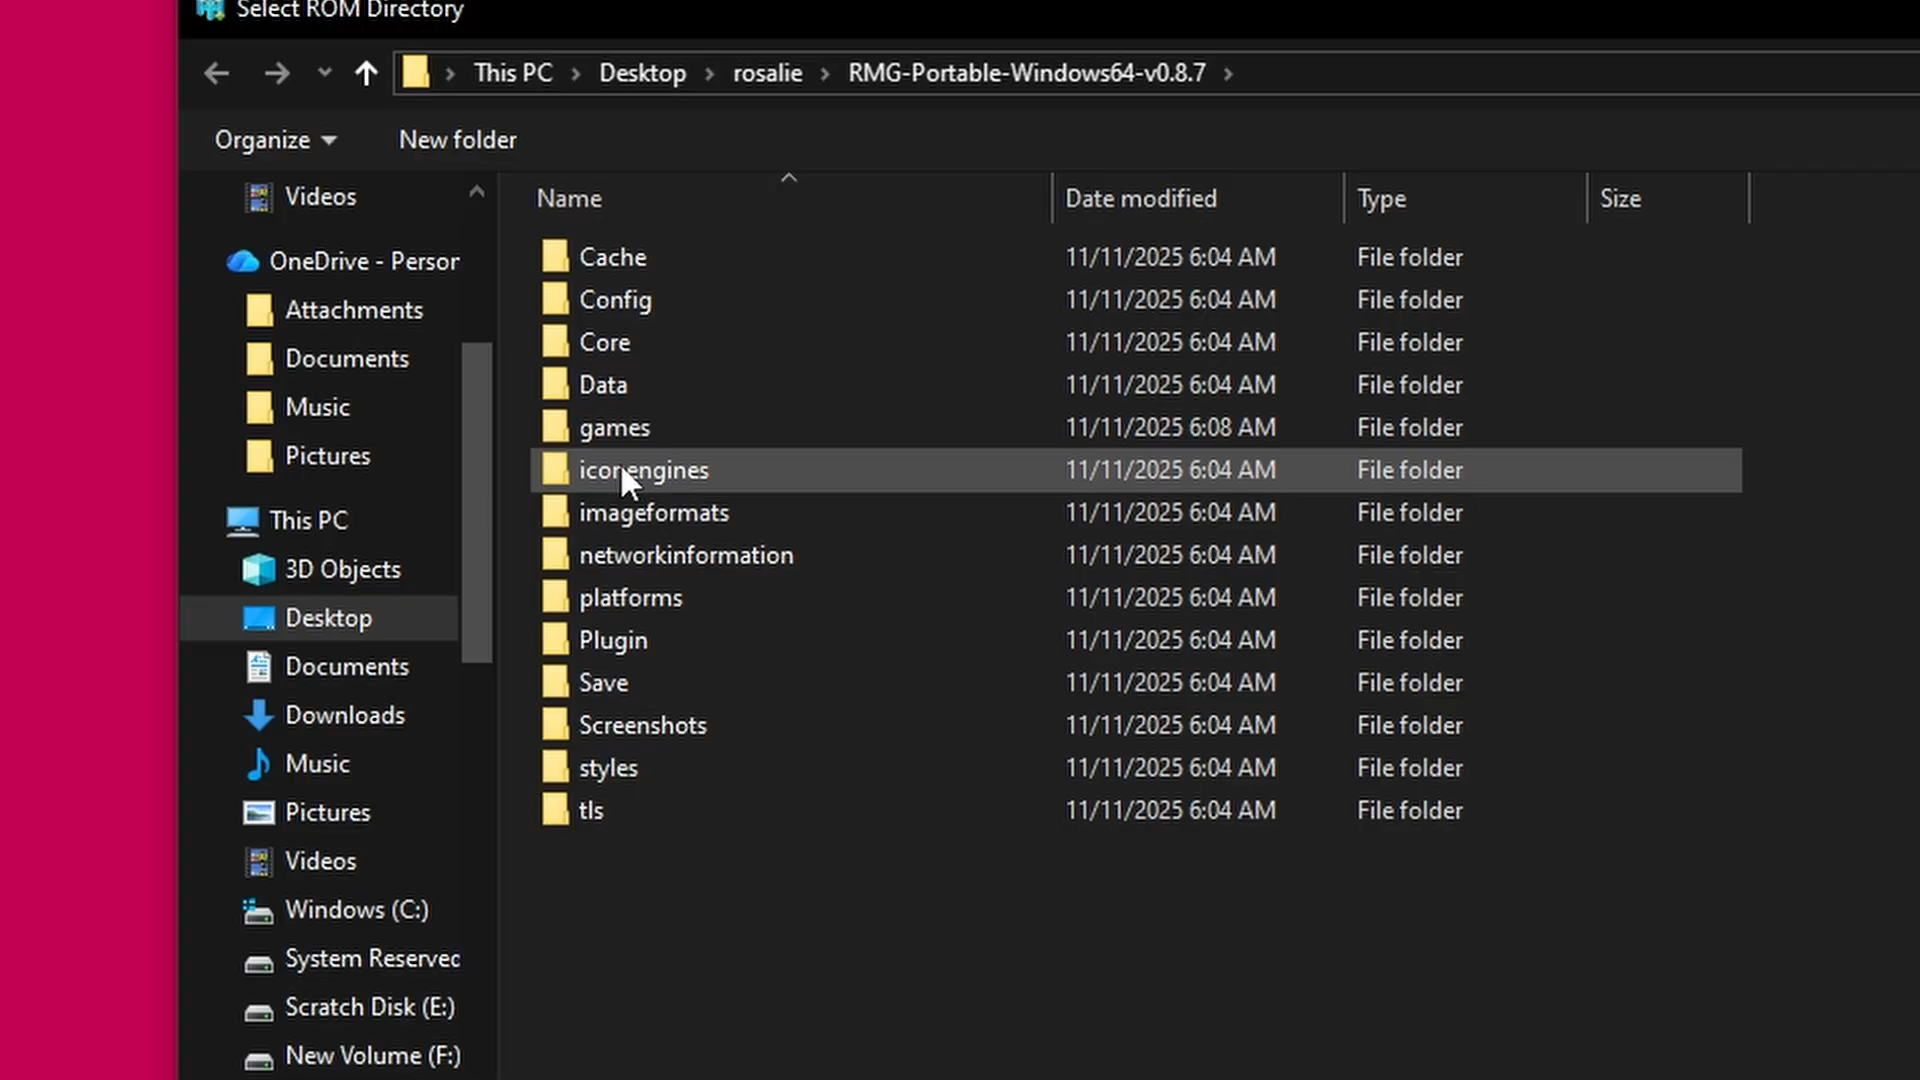 Select ROM Directory
This PC > Desktop > rosalie > RMG-Portable-Windows64-v0.8.7 >
Organize New folder
Videos
OneDrive - Person
Attachments
Documents
Music
Pictures
This PC
3D Objects
Desktop
Documents
Downloads
Music
Pictures
Videos
Windows (C:)
System Reserved
Scratch Disk (E:)
New Volume (F:)
Name Date modified Type Size
Cache 11/11/2025 6:04 AM File folder
Config 11/11/2025 6:04 AM File folder
Core 11/11/2025 6:04 AM File folder
Data 11/11/2025 6:04 AM File folder
games 11/11/2025 6:08 AM File folder
iconengines 11/11/2025 6:04 AM File folder
imageformats 11/11/2025 6:04 AM File folder
networkinformation 11/11/2025 6:04 AM File folder
platforms 11/11/2025 6:04 AM File folder
Plugin 11/11/2025 6:04 AM File folder
Save 11/11/2025 6:04 AM File folder
Screenshots 11/11/2025 6:04 AM File folder
styles 11/11/2025 6:04 AM File folder
tls 11/11/2025 6:04 AM File folder